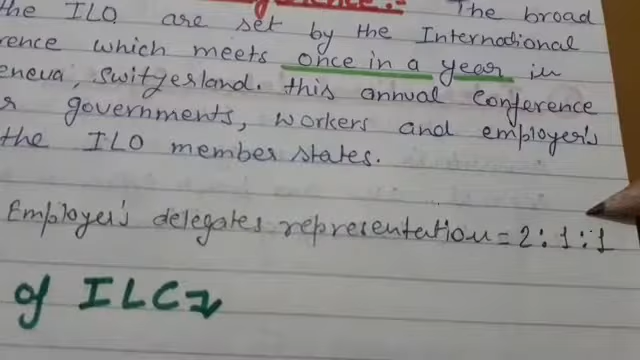 the ILO are set by the International
rence which meets once in a year in
eneva, Switzerland. this annual Conference
r governments, workers and employer's
the ILO member states.
Employer's delegates representation = 2:1:1
of ILC